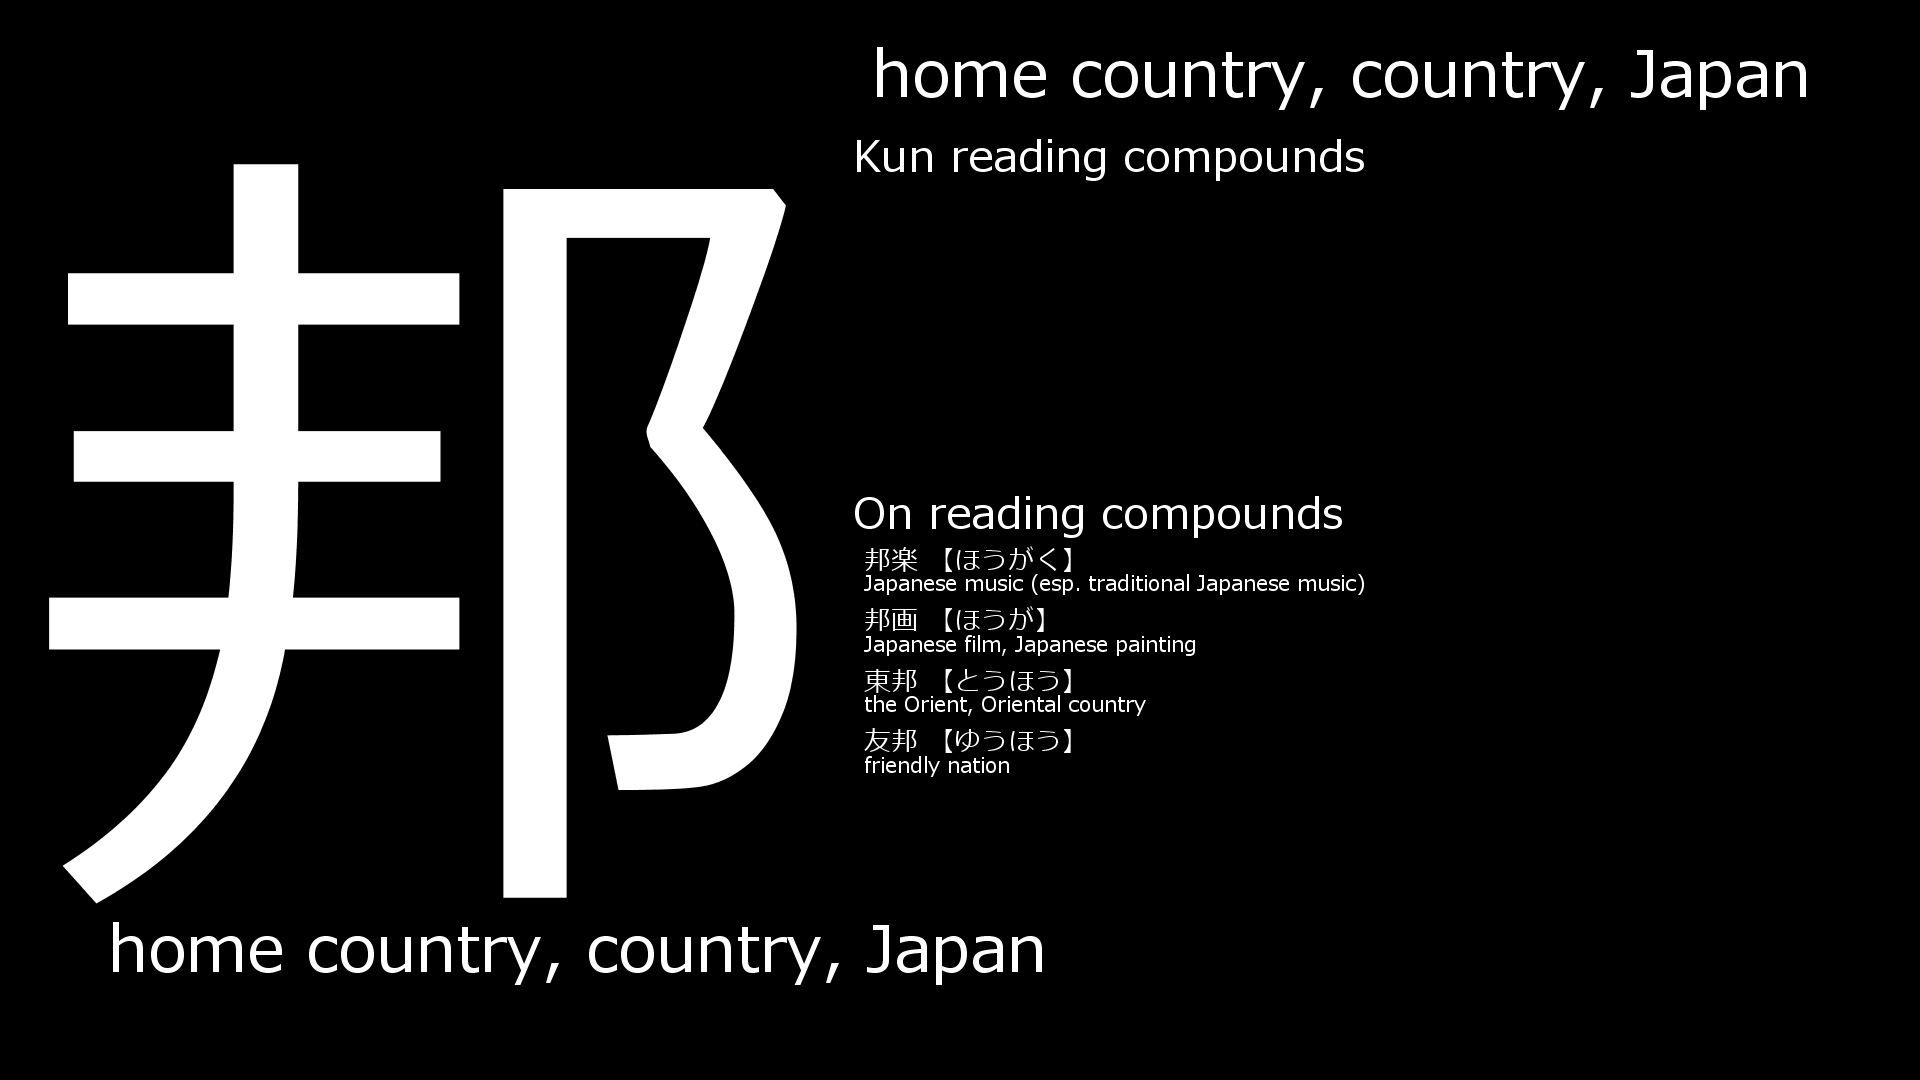 邦
home country, country, Japan
home country, country, Japan
Kun reading compounds
On reading compounds
邦楽 【ほうがく】
Japanese music (esp. traditional Japanese music)
邦画 【ほうが】
Japanese film, Japanese painting
東邦 【とうほう】
the Orient, Oriental country
友邦 【ゆうほう】
friendly nation